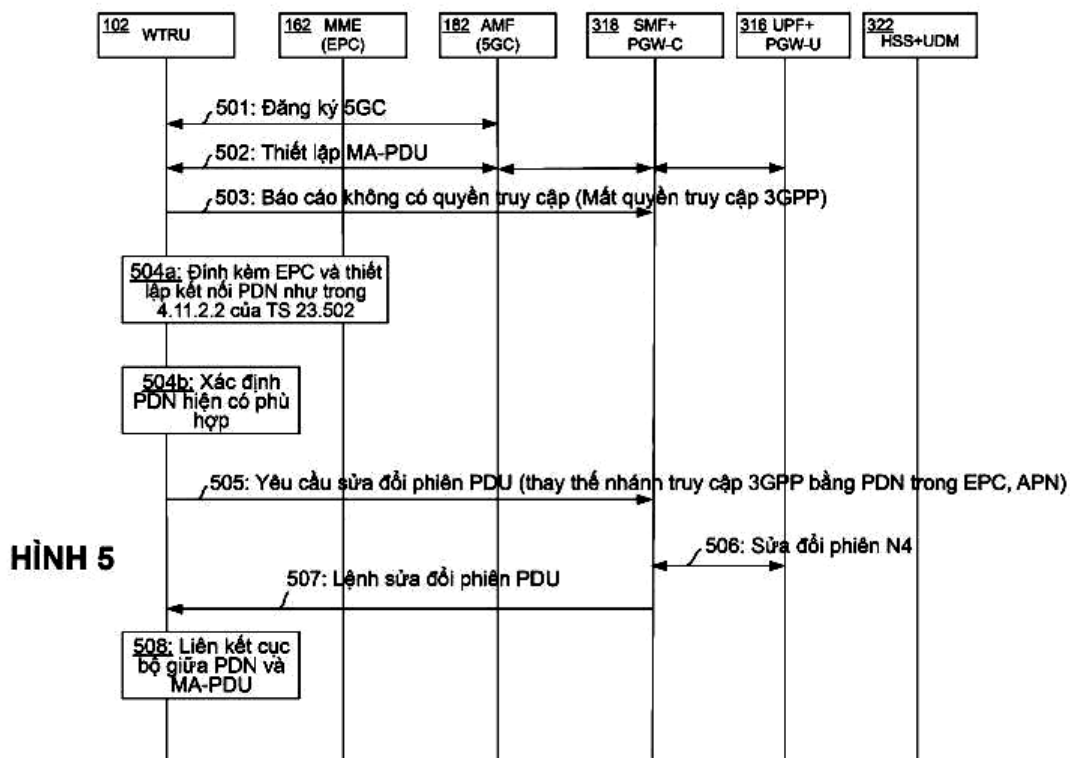 102 WTRU
162 MME
(EPC)
182 AMF
(5GC)
318 SMF+
PGW-C
316 UPF+
PGW-U
322
HSS+UDM
501: Đăng ký 5GC
502: Thiết lập MA-PDU
503: Báo cáo không có quyền truy cập (Mất quyền truy cập 3GPP)
504a: Đính kèm EPC và thiết
lập kết nối PDN như trong
4.11.2.2 của TS 23.502
504b: Xác định
PDN hiện có phù
hợp
505: Yêu cầu sửa đổi phiên PDU (thay thế nhánh truy cập 3GPP bằng PDN trong EPC, APN)
HÌNH 5
506: Sửa đổi phiên N4
507: Lệnh sửa đổi phiên PDU
508: Liên kết cục
bộ giữa PDN và
MA-PDU